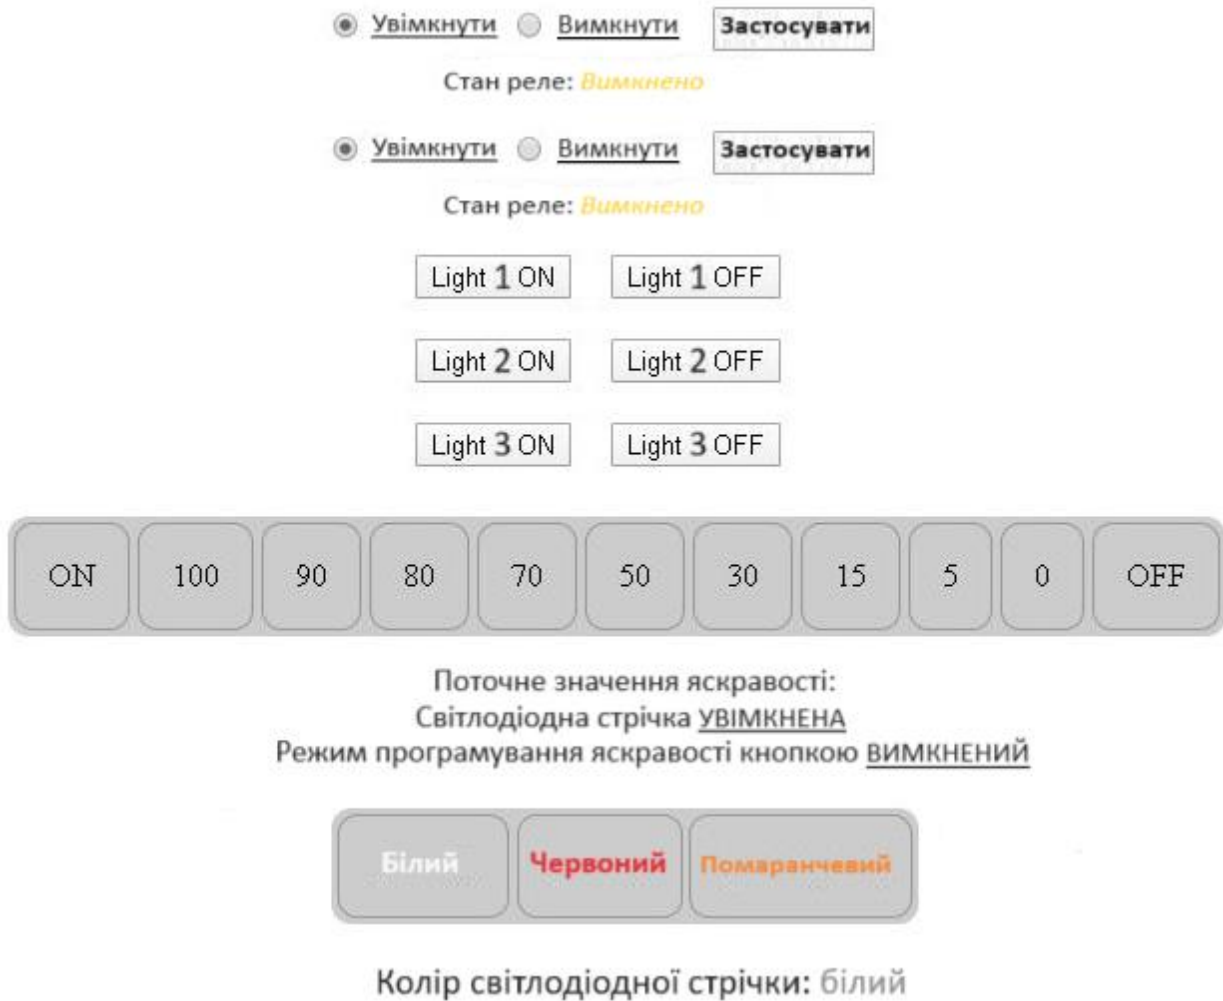 Увімкнути Вимкнути Застосувати
Стан реле: Вимкнено
Увімкнути Вимкнути Застосувати
Стан реле: Вимкнено
Light 1 ON Light 1 OFF
Light 2 ON Light 2 OFF
Light 3 ON Light 3 OFF
ON 100 90 80 70 50 30 15 5 0 OFF
Поточне значення яскравості:
Світлодіодна стрічка УВІМКНЕНА
Режим програмування яскравості кнопкою ВИМКНЕНИЙ
Білий Червоний Помаранчевий
Колір світлодіодної стрічки: білий